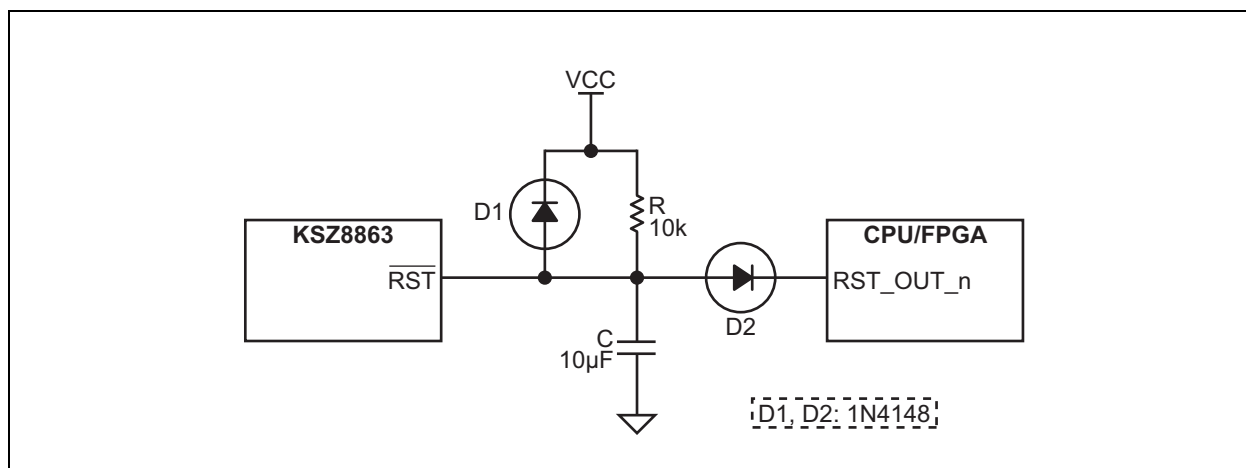 VCC
D1
R
10k
KSZ8863
RST
CPU/FPGA
RST_OUT_n
D2
C
10µF
D1, D2: 1N4148